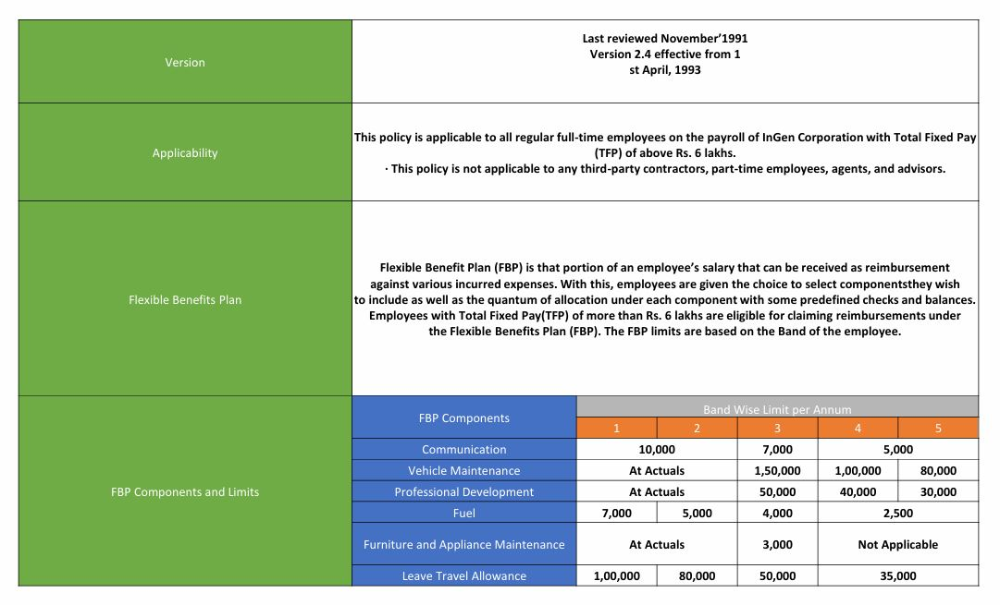 Version
Last reviewed November’1991
Version 2.4 effective from 1
st April, 1993
Applicability
This policy is applicable to all regular full-time employees on the payroll of InGen Corporation with Total Fixed Pay
(TFP) of above Rs. 6 lakhs.
· This policy is not applicable to any third-party contractors, part-time employees, agents, and advisors.
Flexible Benefits Plan
Flexible Benefit Plan (FBP) is that portion of an employee’s salary that can be received as reimbursement
against various incurred expenses. With this, employees are given the choice to select componentsthey wish
to include as well as the quantum of allocation under each component with some predefined checks and balances.
Employees with Total Fixed Pay(TFP) of more than Rs. 6 lakhs are eligible for claiming reimbursements under
the Flexible Benefits Plan (FBP). The FBP limits are based on the Band of the employee.
FBP Components and Limits
FBP Components
Band Wise Limit per Annum
1 2 3 4 5
Communication 10,000 7,000 5,000
Vehicle Maintenance At Actuals 1,50,000 1,00,000 80,000
Professional Development At Actuals 50,000 40,000 30,000
Fuel 7,000 5,000 4,000 2,500
Furniture and Appliance Maintenance At Actuals 3,000 Not Applicable
Leave Travel Allowance 1,00,000 80,000 50,000 35,000